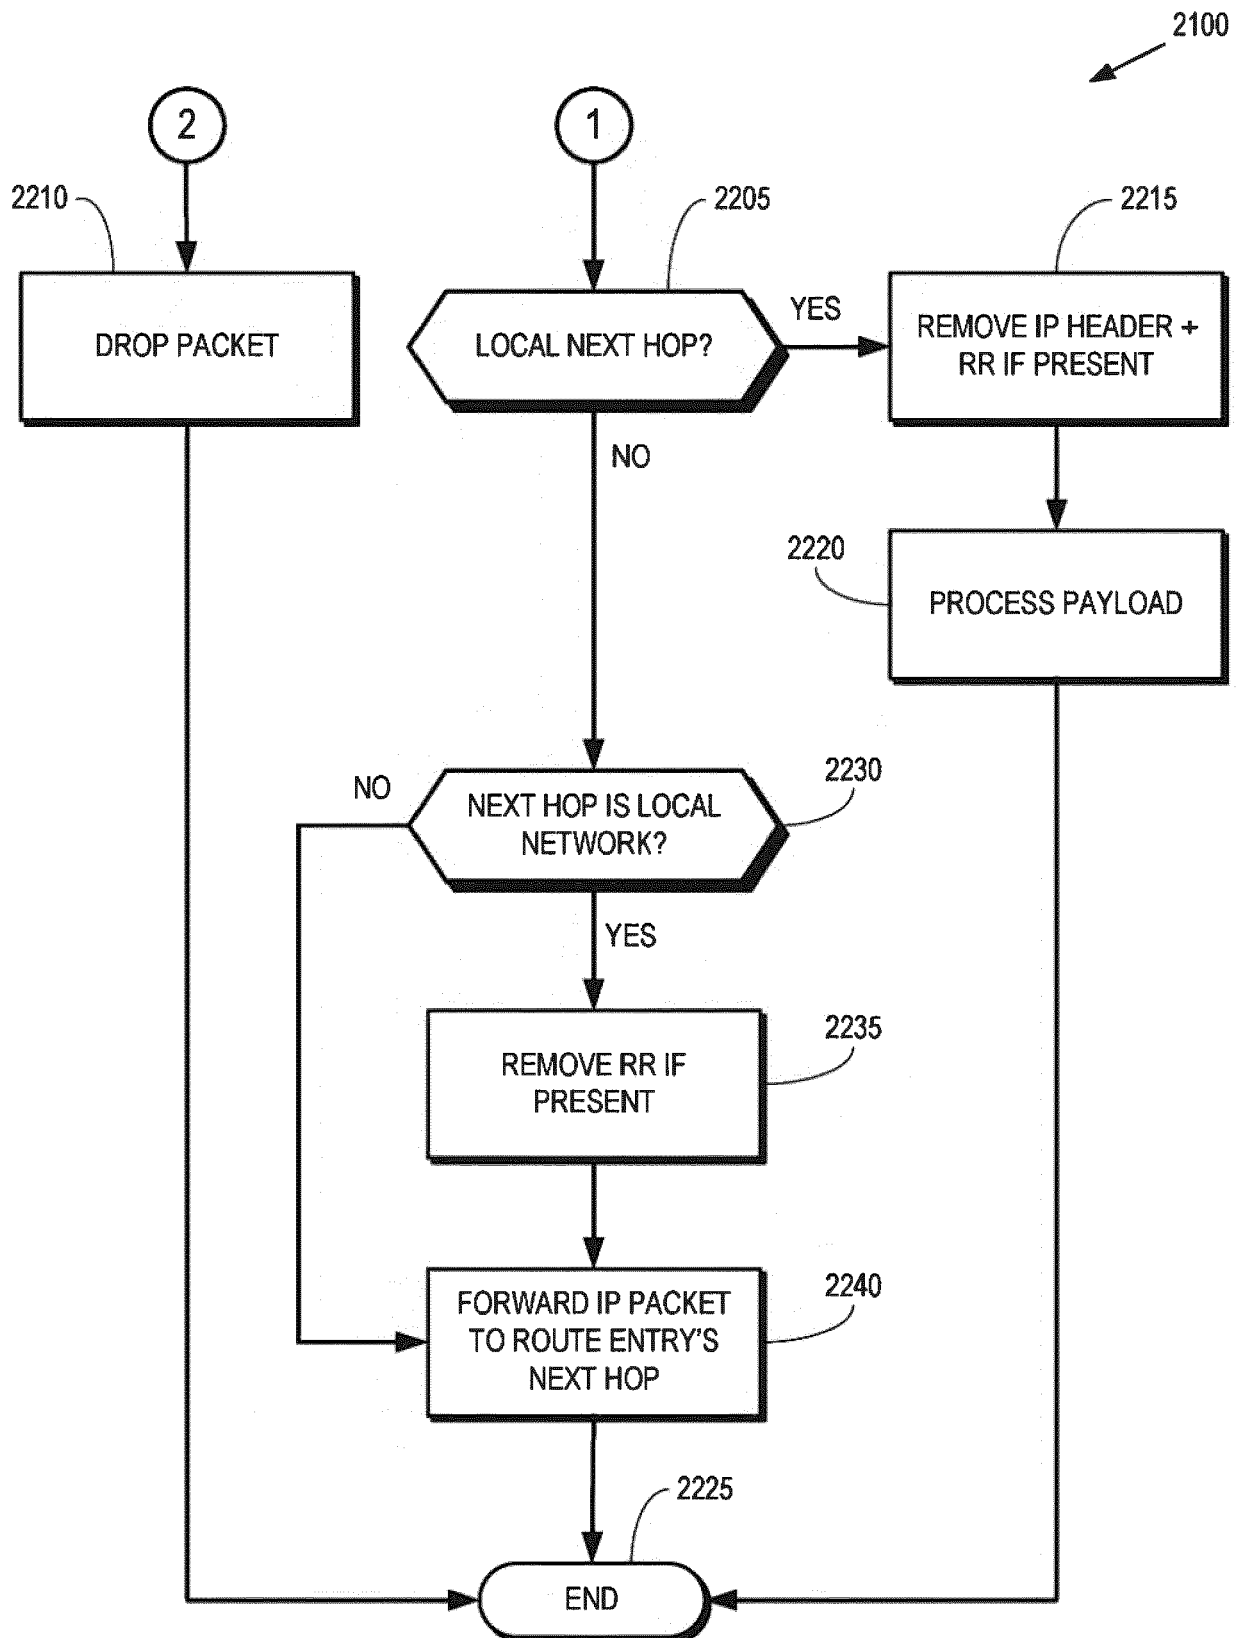 2100
2
1
2210
2205
2215
DROP PACKET
LOCAL NEXT HOP?
YES
REMOVE IP HEADER +
RR IF PRESENT
NO
2220
PROCESS PAYLOAD
NO
NEXT HOP IS LOCAL
NETWORK?
2230
YES
REMOVE RR IF
PRESENT
2235
FORWARD IP PACKET
TO ROUTE ENTRY'S
NEXT HOP
2240
2225
END